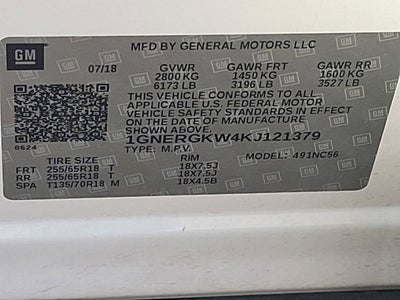 GM
MFD BY GENERAL MOTORS LLC
07/18 GVWR GAWR FRT GAWR RR
2800 KG 1450 KG 1600 KG
6173 LB 3196 LB 3527 LB
THIS VEHICLE CONFORMS TO ALL
APPLICABLE U.S. FEDERAL MOTOR
VEHICLE SAFETY STANDARDS IN EFFECT
ON THE DATE OF MANUFACTURE
SHOWN ABOVE.
1GNERGKW4KJ121379
8624
TYPE: M.P.V. MODEL: 491NC56
TIRE SIZE RIM
FRT 255/65R18 T 18X7.5J
RR 255/65R18 T 18X7.5J
SPA T135/70R18 M 18X4.5B